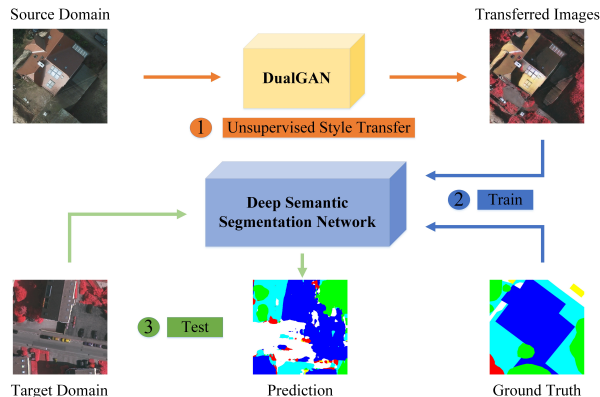 Source Domain
Transferred Images
DualGAN
1 Unsupervised Style Transfer
Deep Semantic
Segmentation Network
2 Train
3 Test
Target Domain
Prediction
Ground Truth